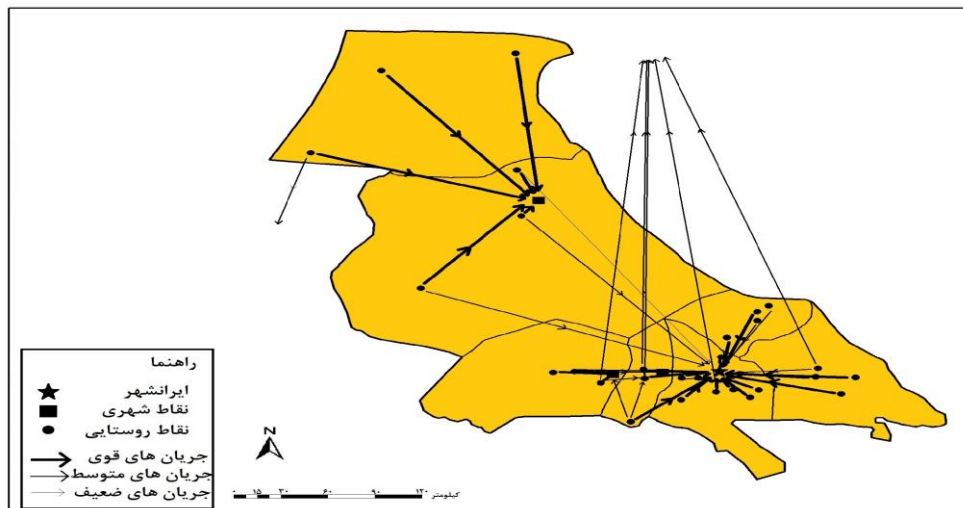 راهنما
ایرانشهر
نقاط شهری
نقاط روستایی
جریان های قوی
جریان های متوسط
جریان های ضعیف
N
۰ ۱۵ ۳۰ ۶۰ ۹۰ ۱۲۰ کیلومتر